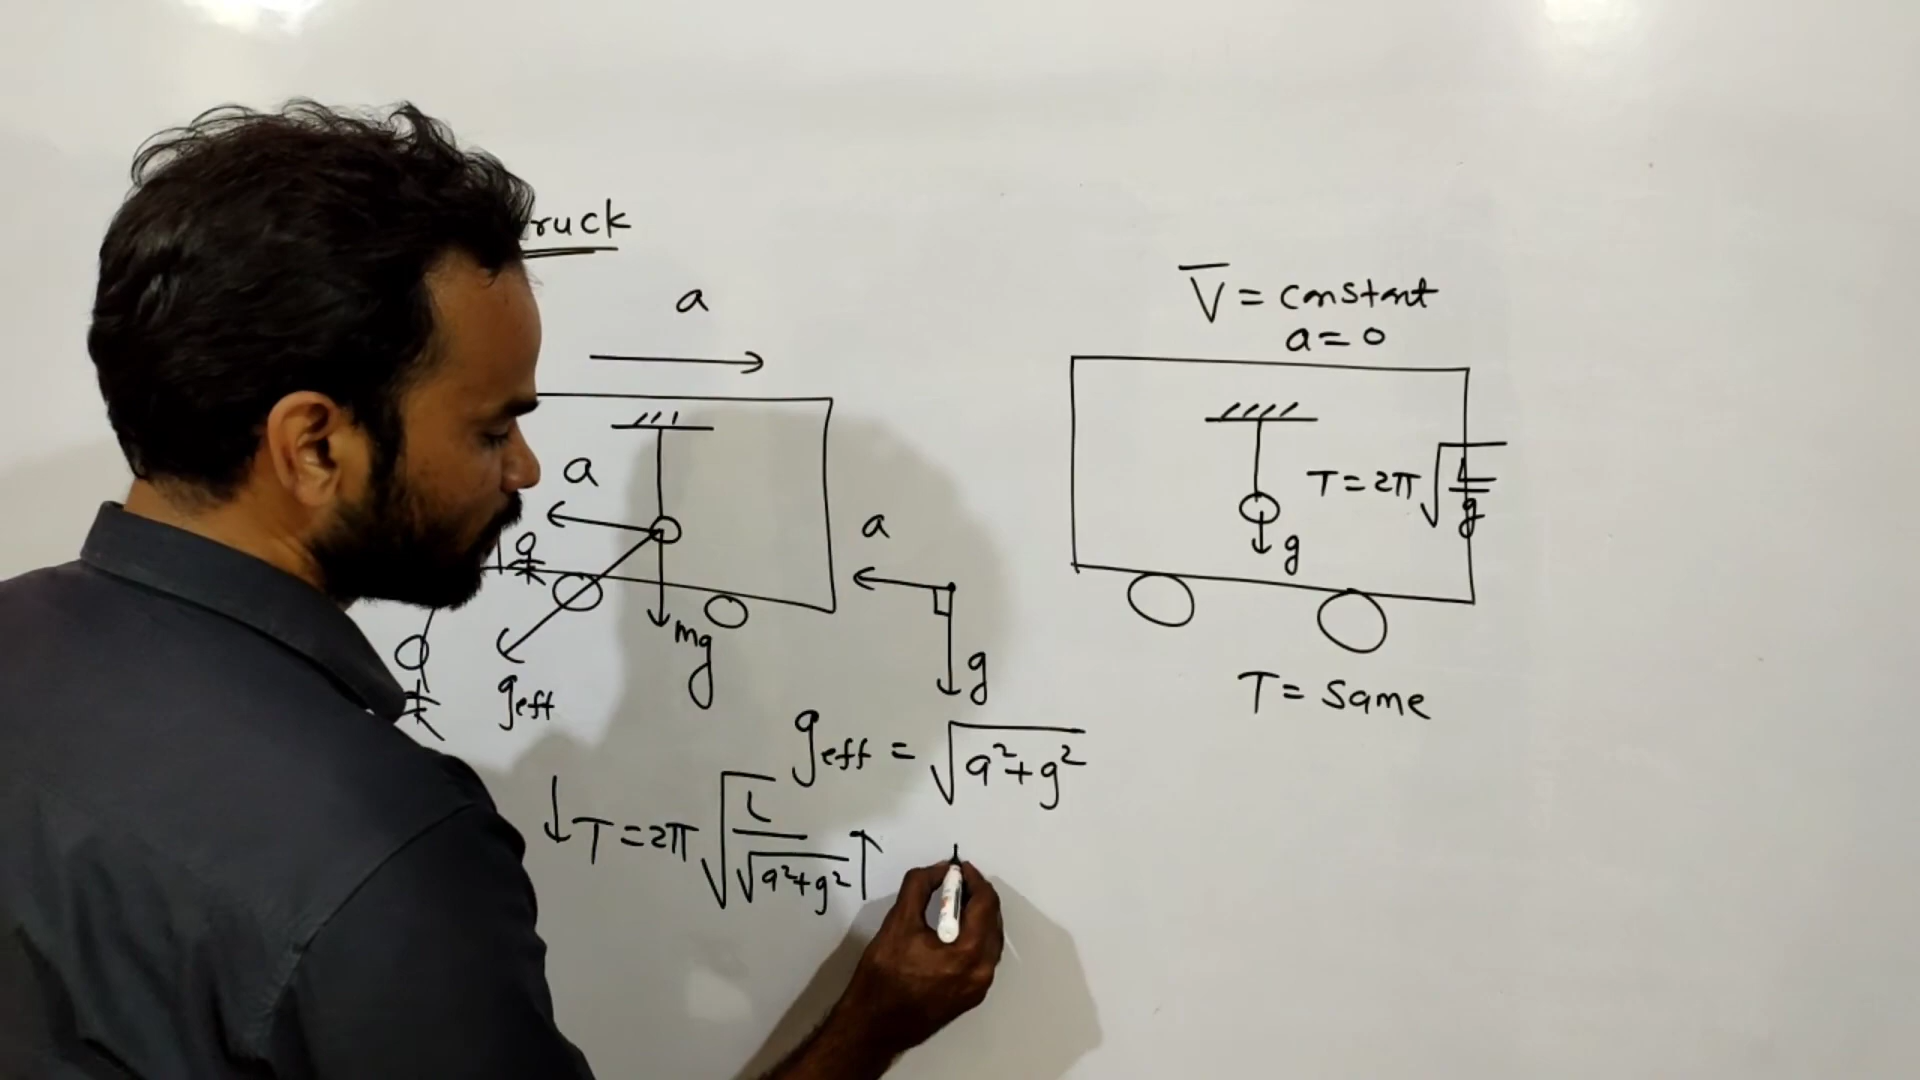 ruck
a
a
a
mg
g
geff
geff = √a²+g²
↓T = 2π √L/√a²+g² ↑
V̅ = constant
a = 0
T = 2π √L/g
g
T = Same